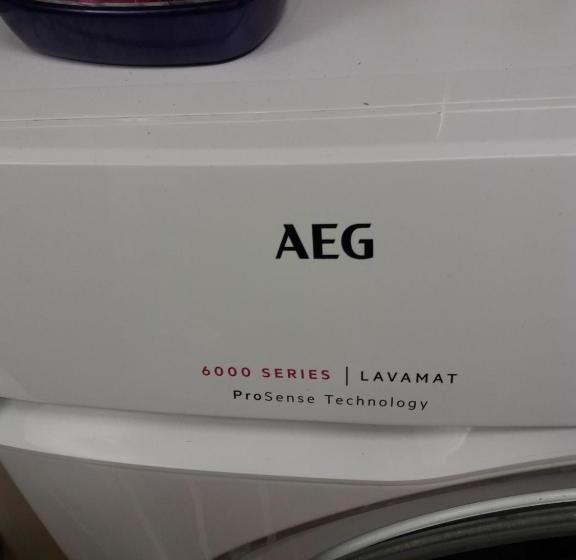 AEG
6000 SERIES | LAVAMAT
ProSense Technology